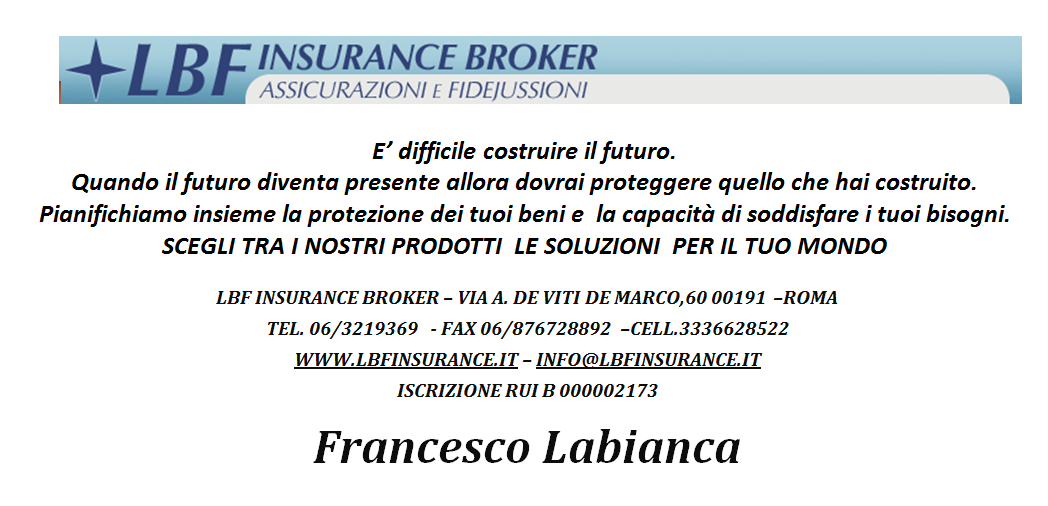 LBF INSURANCE BROKER
ASSICURAZIONI E FIDEJUSSIONI
E’ difficile costruire il futuro.
Quando il futuro diventa presente allora dovrai proteggere quello che hai costruito.
Pianifichiamo insieme la protezione dei tuoi beni e  la capacità di soddisfare i tuoi bisogni.
SCEGLI TRA I NOSTRI PRODOTTI  LE SOLUZIONI  PER IL TUO MONDO
LBF INSURANCE BROKER – VIA A. DE VITI DE MARCO,60 00191 –ROMA
TEL. 06/3219369  - FAX 06/876728892 –CELL.3336628522
WWW.LBFINSURANCE.IT – INFO@LBFINSURANCE.IT
ISCRIZIONE RUI B 000002173
Francesco Labianca